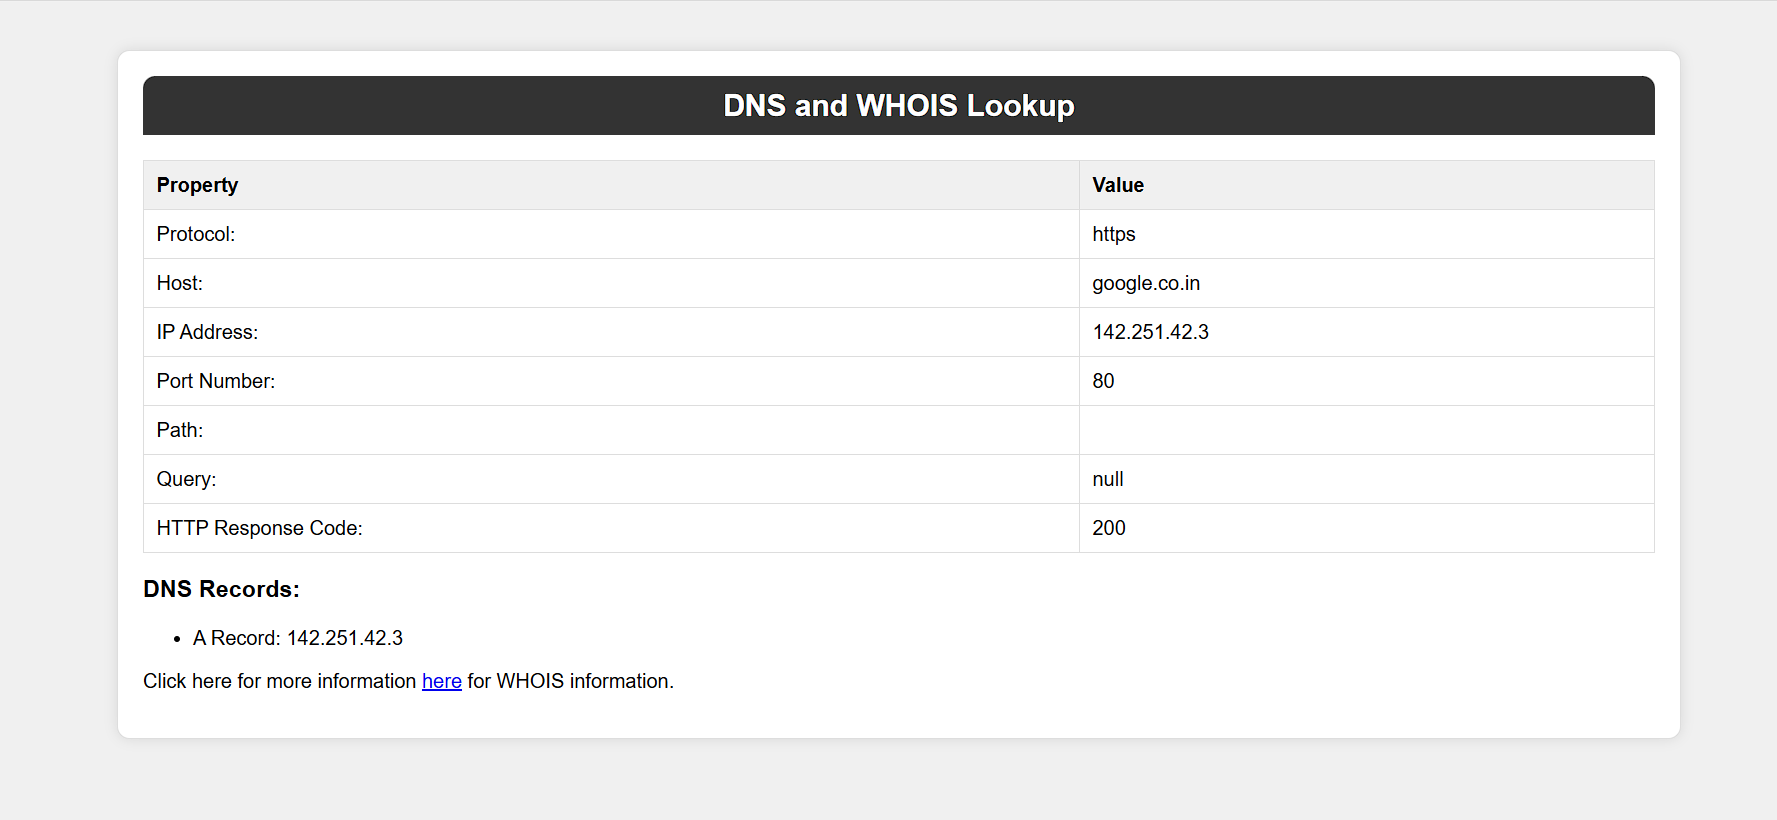 DNS and WHOIS Lookup
Property Value
Protocol: https
Host: google.co.in
IP Address: 142.251.42.3
Port Number: 80
Path:
Query: null
HTTP Response Code: 200
DNS Records:
• A Record: 142.251.42.3
Click here for more information here for WHOIS information.